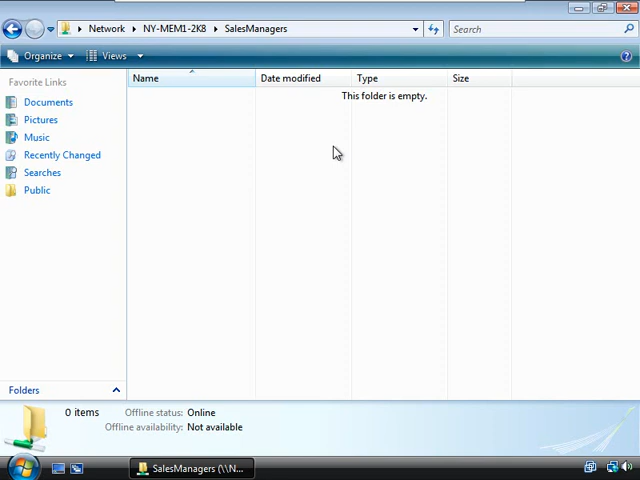 Network ▸ NY-MEM1-2K8 ▸ SalesManagers
Search
Organize Views
Favorite Links
Documents
Pictures
Music
Recently Changed
Searches
Public
Folders
Name Date modified Type Size
This folder is empty.
0 items Offline status: Online
Offline availability: Not available
SalesManagers (\\N...